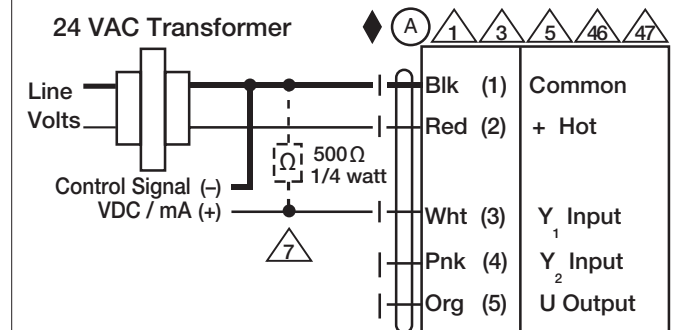 24 VAC Transformer
A 1 3 5 46 47
Line
Volts
Blk (1) Common
Red (2) + Hot
Ω 500Ω
1/4 watt
Control Signal (–)
VDC / mA (+)
Wht (3) Y1 Input
7
Pnk (4) Y2 Input
Org (5) U Output